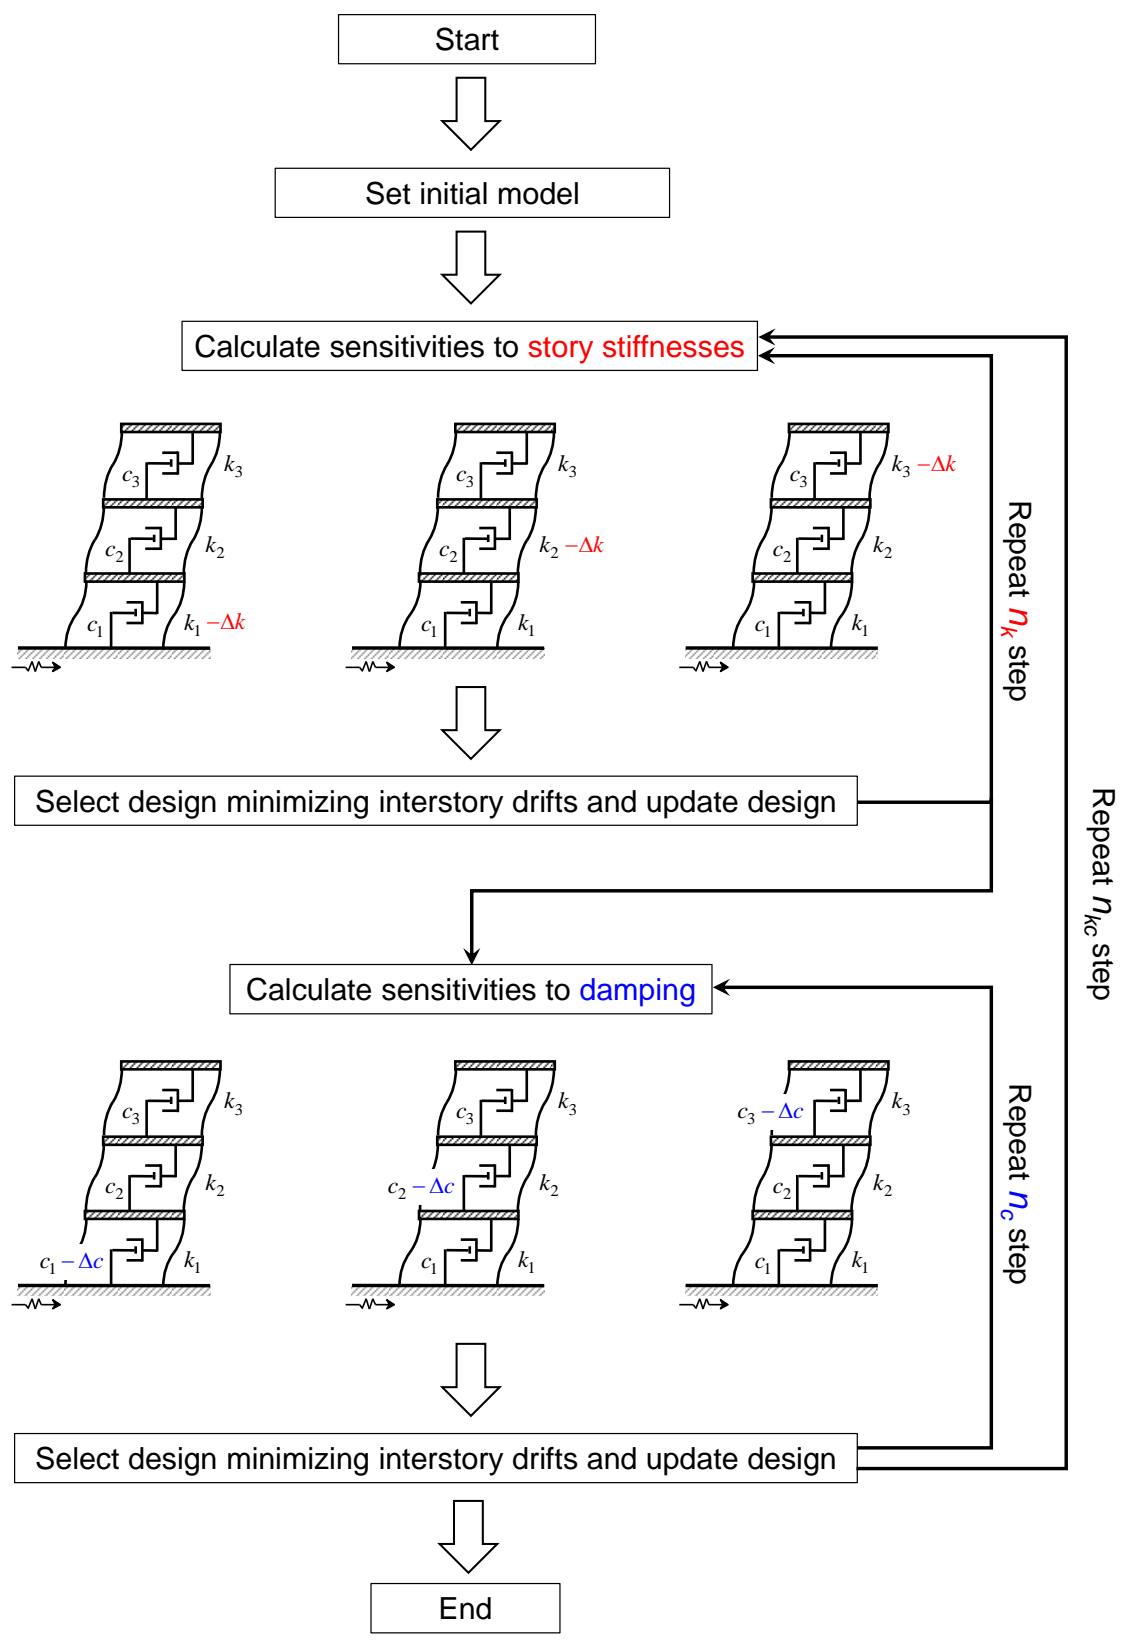 Start
Set initial model
Calculate sensitivities to story stiffnesses
c₃ k₃
c₂ k₂
c₁ k₁ −Δk
c₃ k₃
c₂ k₂ −Δk
c₁ k₁
c₃ k₃ −Δk
c₂ k₂
c₁ k₁
Repeat nₖ step
Select design minimizing interstory drifts and update design
Repeat n_kc step
Calculate sensitivities to damping
c₃ k₃
c₂ k₂
c₁ − Δc k₁
c₃ k₃
c₂ − Δc k₂
c₁ k₁
c₃ − Δc k₃
c₂ k₂
c₁ k₁
Repeat n_c step
Select design minimizing interstory drifts and update design
End